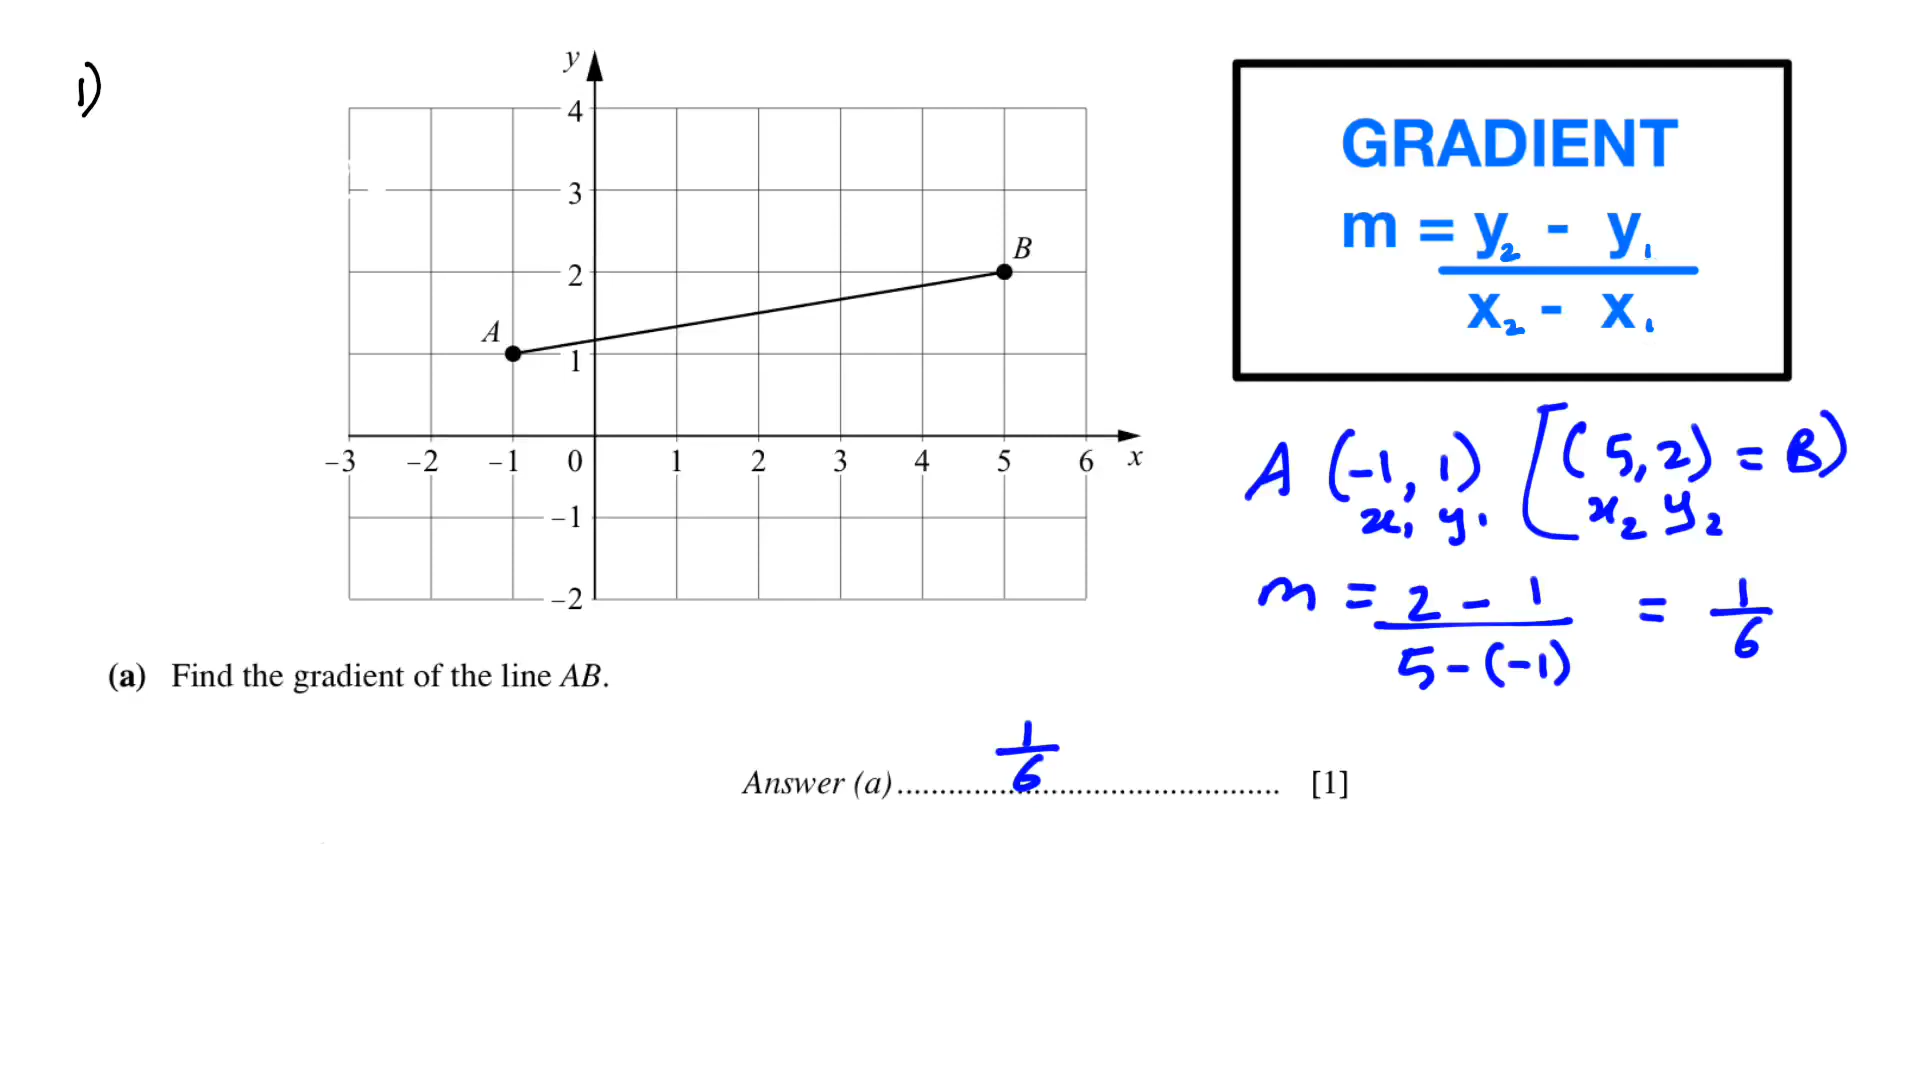 1)
y
4
3
2
1
A
B
-3 -2 -1 0 1 2 3 4 5 6 x
-1
-2
GRADIENT
m = y₂ - y₁
x₂ - x₁
A (-1, 1) [(5,2) = B)
x₁ y₁ x₂ y₂
m = 2 - 1 = 1
5-(-1) 6
(a) Find the gradient of the line AB.
1
6
Answer (a)................................................ [1]